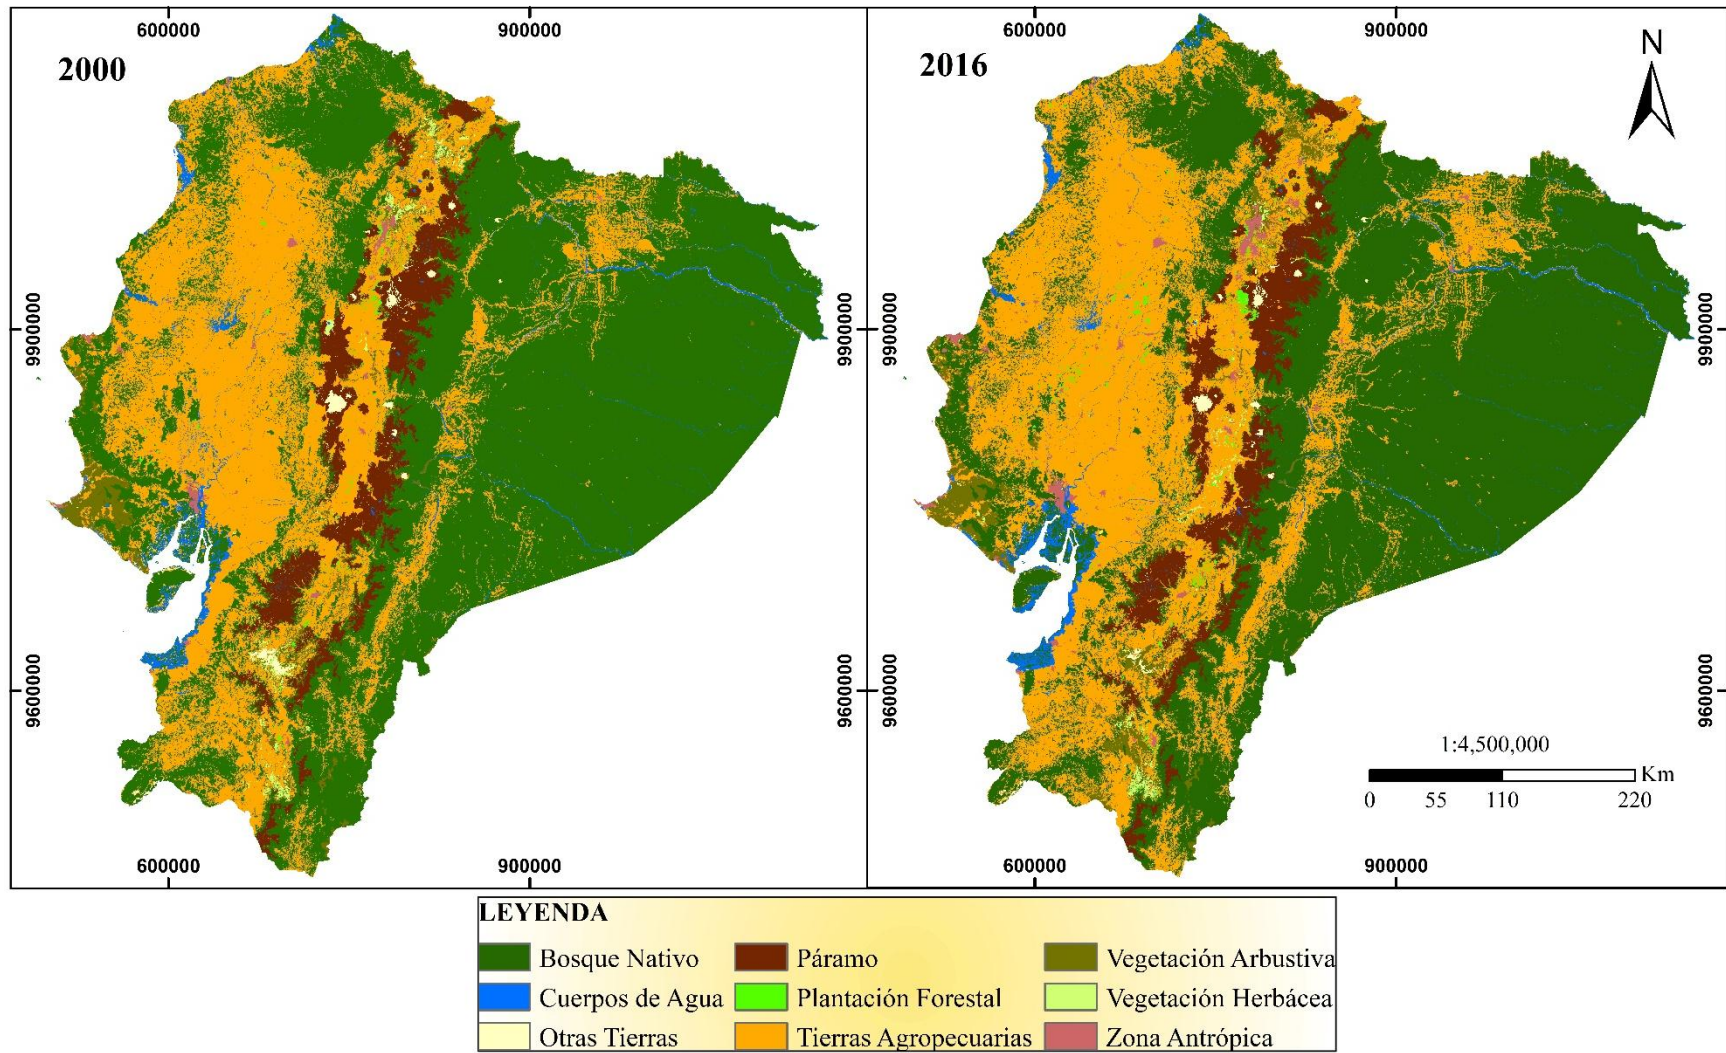 600000 900000 600000 900000
2000
2016
N
9900000 9900000 9900000
9600000 9600000 9600000
1:4,500,000
Km
0 55 110 220
600000 900000 600000 900000
LEYENDA
Bosque Nativo Páramo Vegetación Arbustiva
Cuerpos de Agua Plantación Forestal Vegetación Herbácea
Otras Tierras Tierras Agropecuarias Zona Antrópica